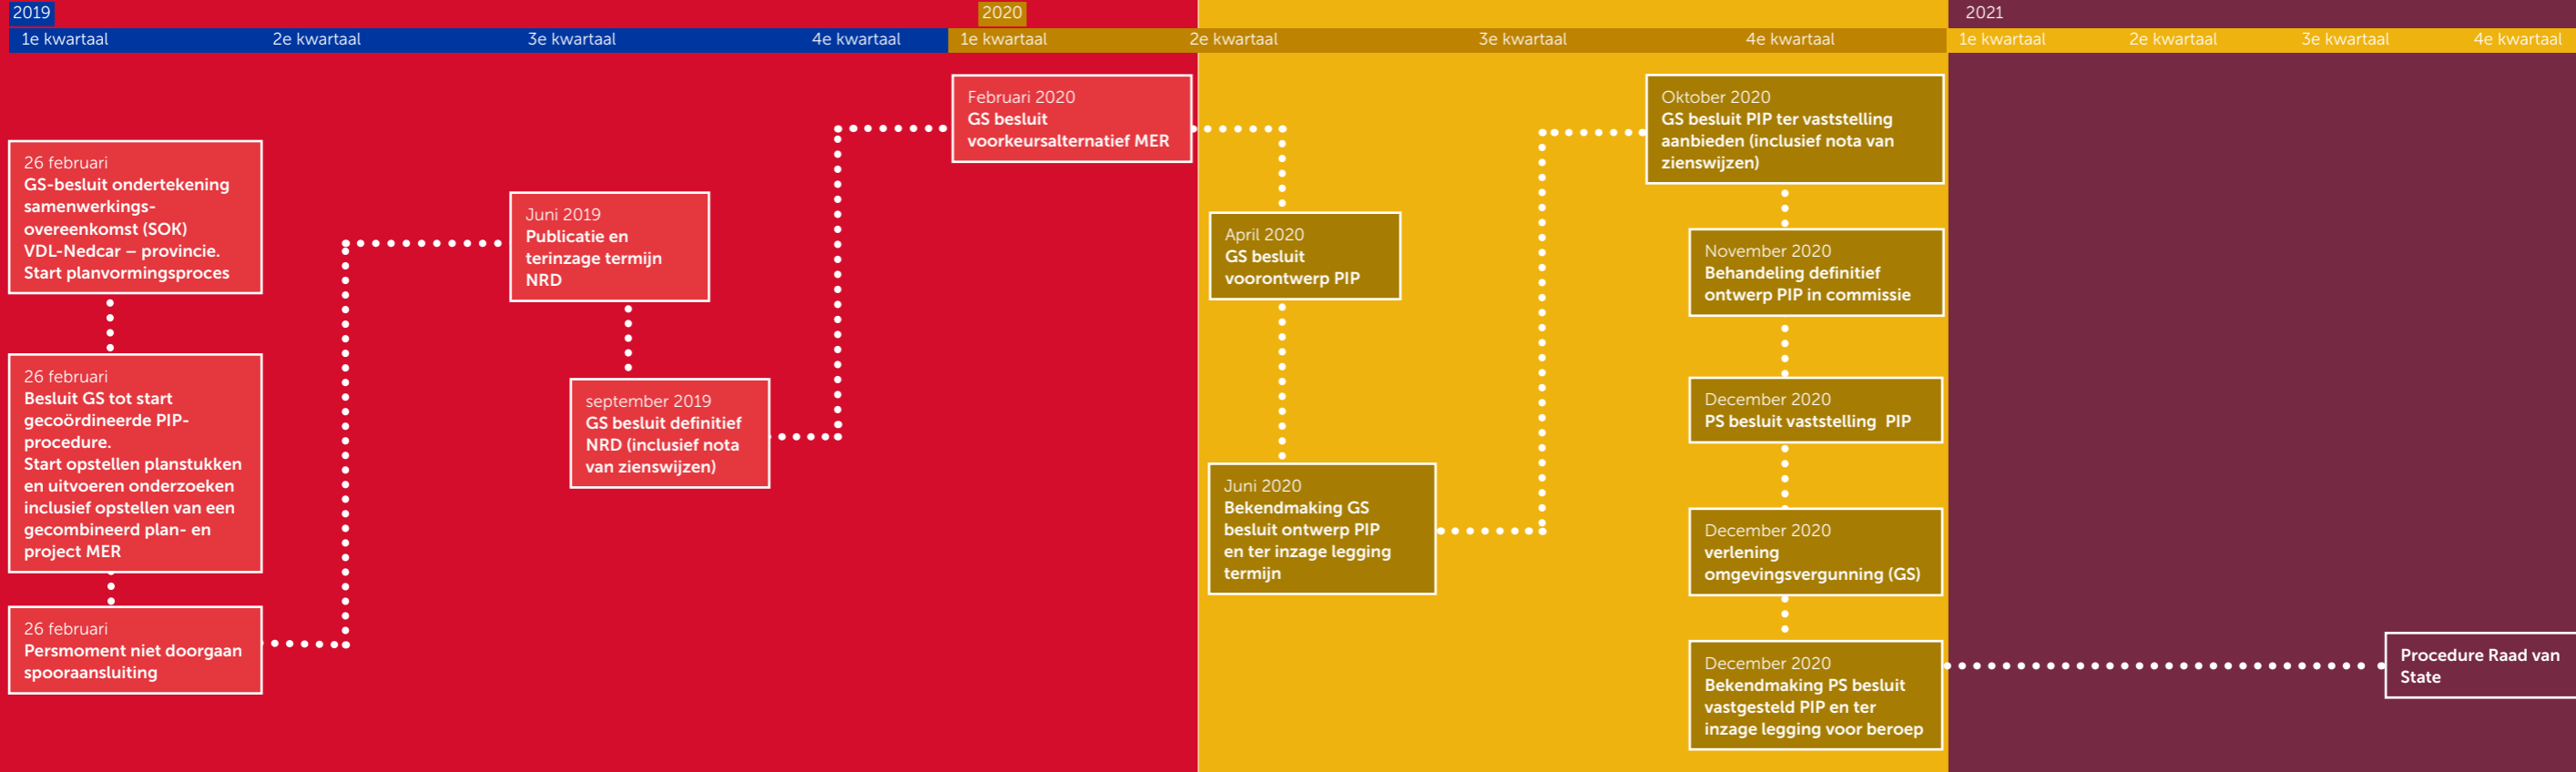 2019
2020
2021
1e kwartaal
2e kwartaal
3e kwartaal
4e kwartaal
1e kwartaal
2e kwartaal
3e kwartaal
4e kwartaal
1e kwartaal
2e kwartaal
3e kwartaal
4e kwartaal
26 februari
GS-besluit ondertekening
samenwerkings-
overeenkomst (SOK)
VDL-Nedcar – provincie.
Start planvormingsproces
26 februari
Besluit GS tot start
gecoördineerde PIP-
procedure.
Start opstellen planstukken
en uitvoeren onderzoeken
inclusief opstellen van een
gecombineerd plan- en
project MER
26 februari
Persmoment niet doorgaan
spooraansluiting
Juni 2019
Publicatie en
terinzage termijn
NRD
september 2019
GS besluit definitief
NRD (inclusief nota
van zienswijzen)
Februari 2020
GS besluit
voorkeursalternatief MER
April 2020
GS besluit
voorontwerp PIP
Juni 2020
Bekendmaking GS
besluit ontwerp PIP
en ter inzage legging
termijn
Oktober 2020
GS besluit PIP ter vaststelling
aanbieden (inclusief nota van
zienswijzen)
November 2020
Behandeling definitief
ontwerp PIP in commissie
December 2020
PS besluit vaststelling PIP
December 2020
verlening
omgevingsvergunning (GS)
December 2020
Bekendmaking PS besluit
vastgesteld PIP en ter
inzage legging voor beroep
Procedure Raad van
State